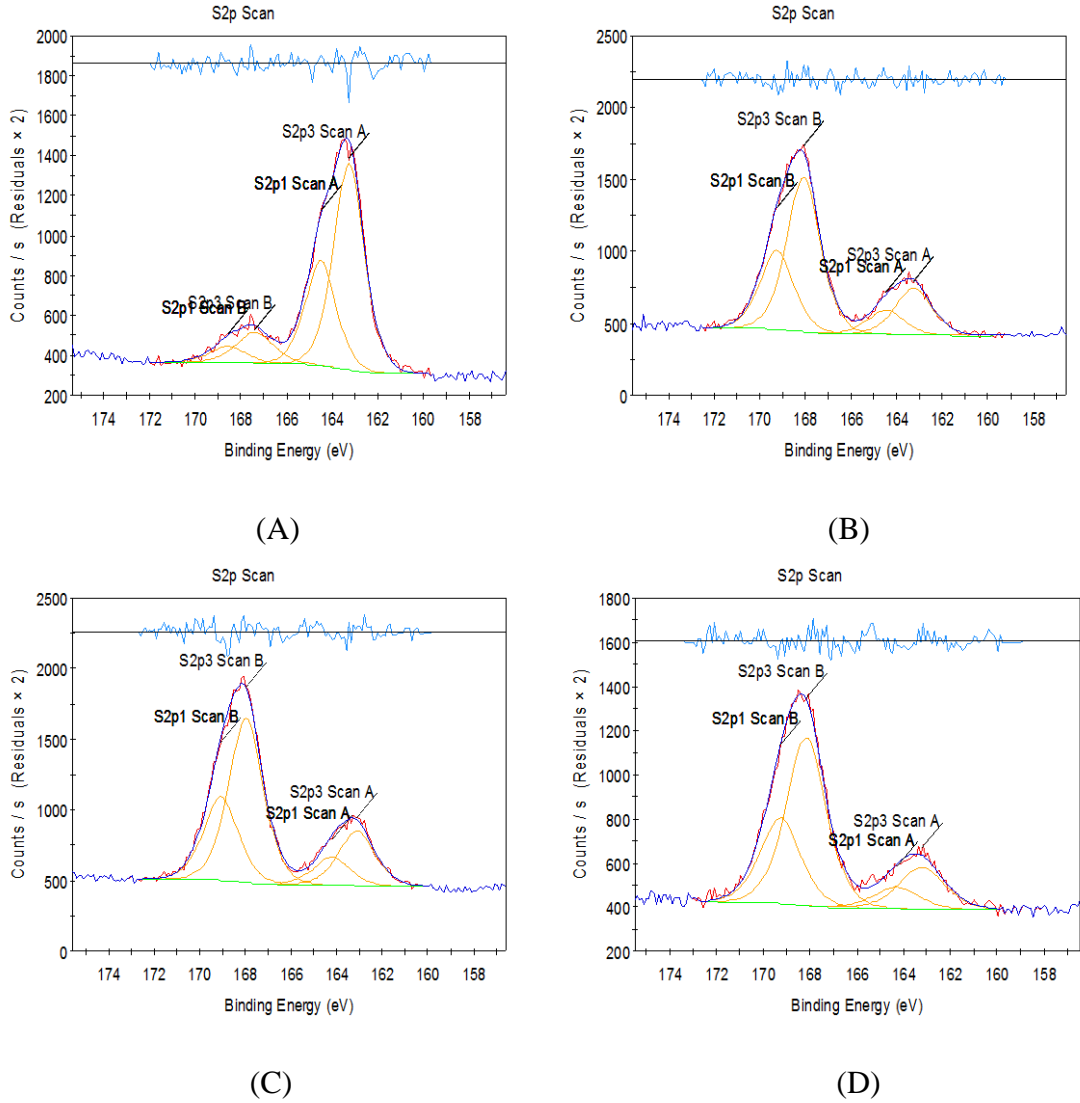 S2p Scan
2000
1800
1600
1400
1200
1000
800
600
400
200
S2p3 Scan A
S2p1 Scan A
S2p3 Scan B
S2p1 Scan B
174 172 170 168 166 164 162 160 158
Binding Energy (eV)
Counts / s (Residuals × 2)
(A)
S2p Scan
2500
2000
1500
1000
500
0
S2p3 Scan B
S2p1 Scan B
S2p3 Scan A
S2p1 Scan A
174 172 170 168 166 164 162 160 158
Binding Energy (eV)
Counts / s (Residuals × 2)
(B)
S2p Scan
2500
2000
1500
1000
500
0
S2p3 Scan B
S2p1 Scan B
S2p3 Scan A
S2p1 Scan A
174 172 170 168 166 164 162 160 158
Binding Energy (eV)
Counts / s (Residuals × 2)
(C)
S2p Scan
1800
1600
1400
1200
1000
800
600
400
200
S2p3 Scan B
S2p1 Scan B
S2p3 Scan A
S2p1 Scan A
174 172 170 168 166 164 162 160 158
Binding Energy (eV)
Counts / s (Residuals × 2)
(D)